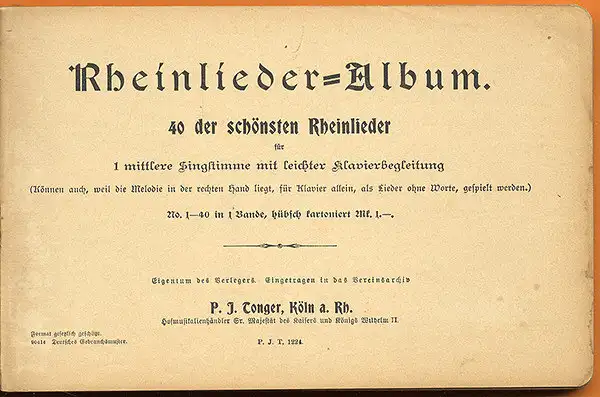 Rheinlieder=Album.
40 der schönsten Rheinlieder
für
1 mittlere Singstimme mit leichter Klavierbegleitung
(Können auch, weil die Melodie in der rechten Hand liegt, für Klavier allein, als Lieder ohne Worte, gespielt werden.)
No. 1—40 in 1 Bande, hübsch kartoniert Mk. 1.—.
Eigentum des Verlegers. Eingetragen in das Vereinsarchiv
P. J. Tonger, Köln a. Rh.
Hofmusikalienhändler Sr. Majestät des Kaisers und Königs Wilhelm II.
Format gesetzlich geschützt.
Deutsches Gebrauchsmuster.
P. J. T. 1224.